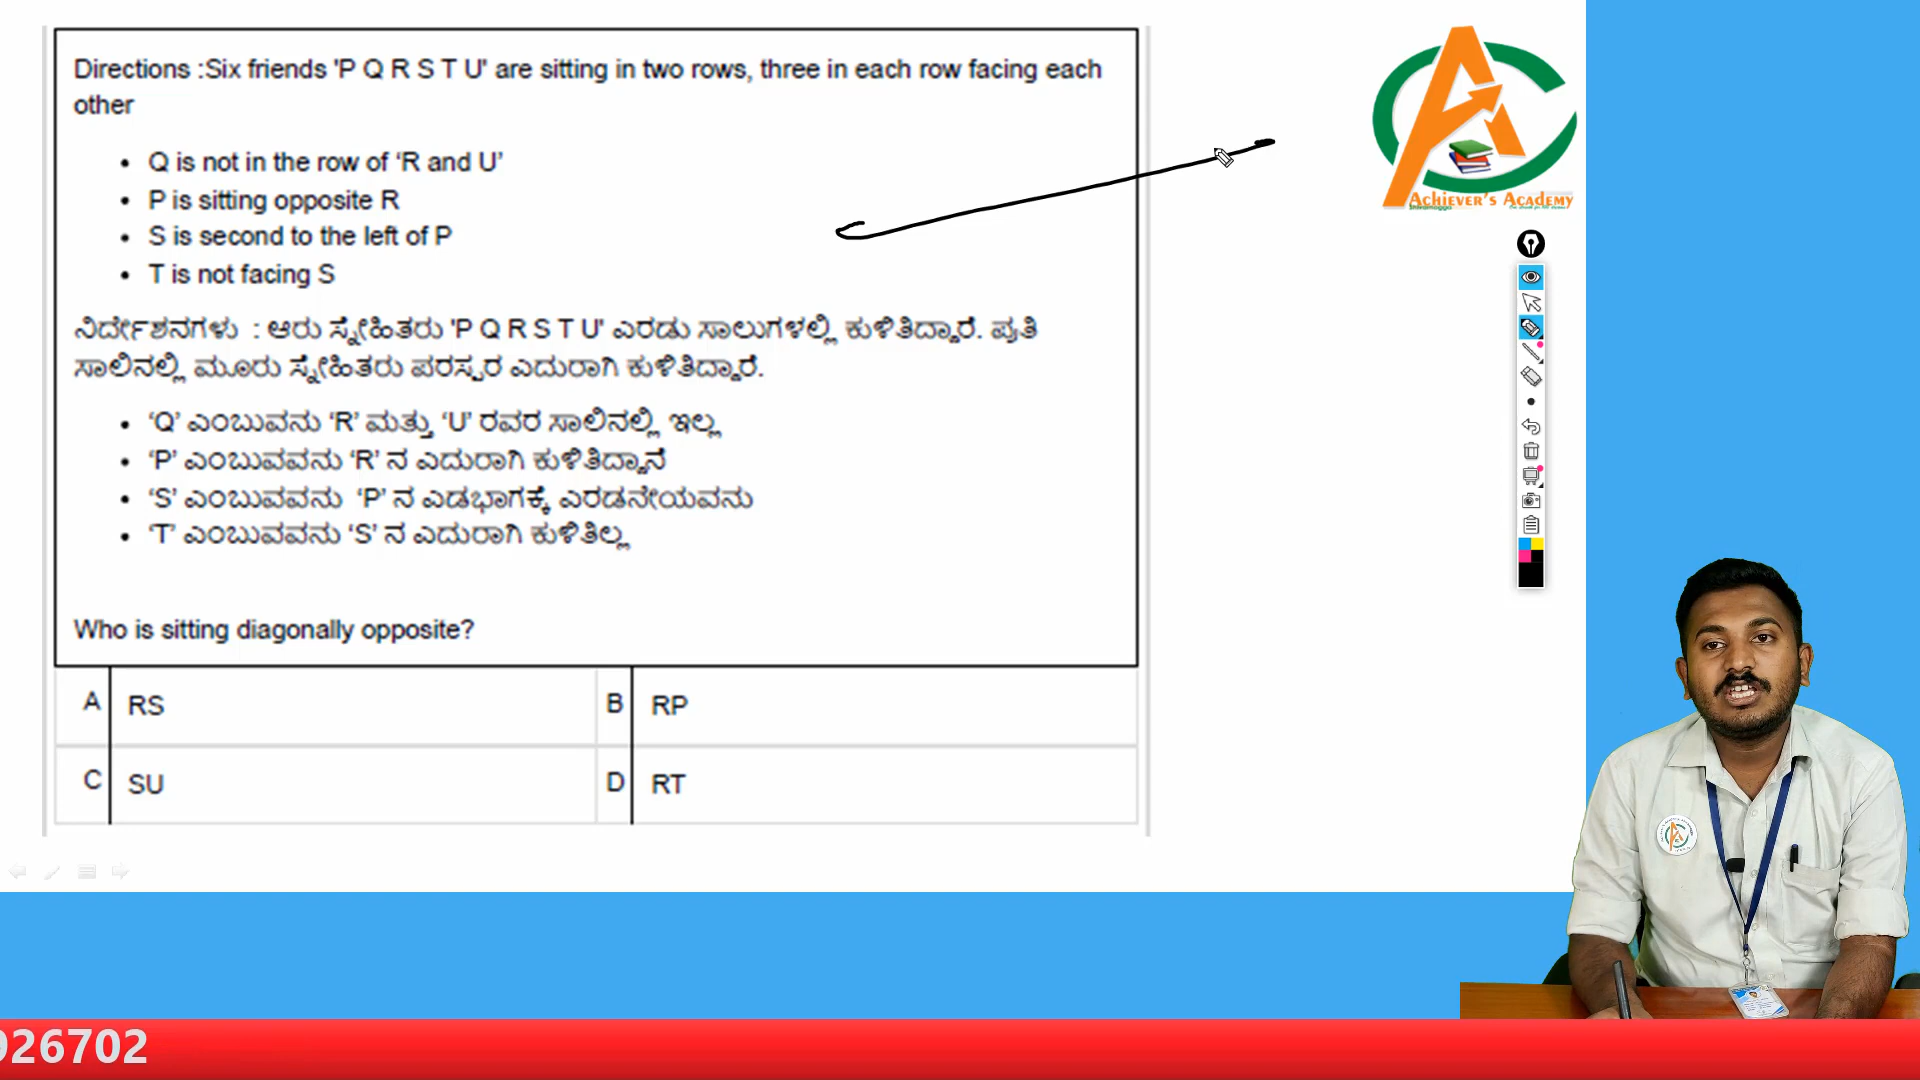 Directions :Six friends 'P Q R S T U' are sitting in two rows, three in each row facing each
other
• Q is not in the row of ‘R and U’
• P is sitting opposite R
• S is second to the left of P
• T is not facing S
ನಿರ್ದೇಶನಗಳು : ಆರು ಸ್ನೇಹಿತರು 'P Q R S T U' ಎರಡು ಸಾಲುಗಳಲ್ಲಿ ಕುಳಿತಿದ್ದಾರೆ. ಪ್ರತಿ
ಸಾಲಿನಲ್ಲಿ ಮೂರು ಸ್ನೇಹಿತರು ಪರಸ್ಪರ ಎದುರಾಗಿ ಕುಳಿತಿದ್ದಾರೆ.
• ‘Q’ ಎಂಬುವನು ‘R’ ಮತ್ತು ‘U’ ರವರ ಸಾಲಿನಲ್ಲಿ ಇಲ್ಲ
• ‘P’ ಎಂಬುವವನು ‘R’ ನ ಎದುರಾಗಿ ಕುಳಿತಿದ್ದಾನೆ
• ‘S’ ಎಂಬುವವನು ‘P’ ನ ಎಡಭಾಗಕ್ಕೆ ಎರಡನೇಯವನು
• ‘T’ ಎಂಬುವವನು ‘S’ ನ ಎದುರಾಗಿ ಕುಳಿತಿಲ್ಲ
Who is sitting diagonally opposite?
A RS B RP
C SU D RT
Achiever's Academy
926702